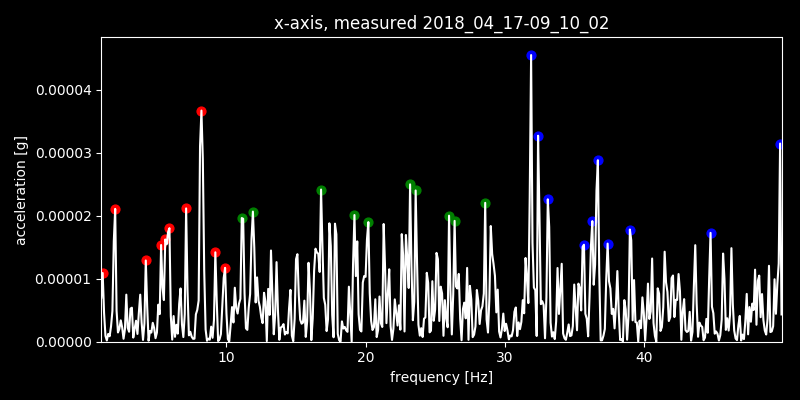 x-axis, measured 2018_04_17-09_10_02
acceleration [g]
0.00004
0.00003
0.00002
0.00001
0.00000
10 20 30 40
frequency [Hz]